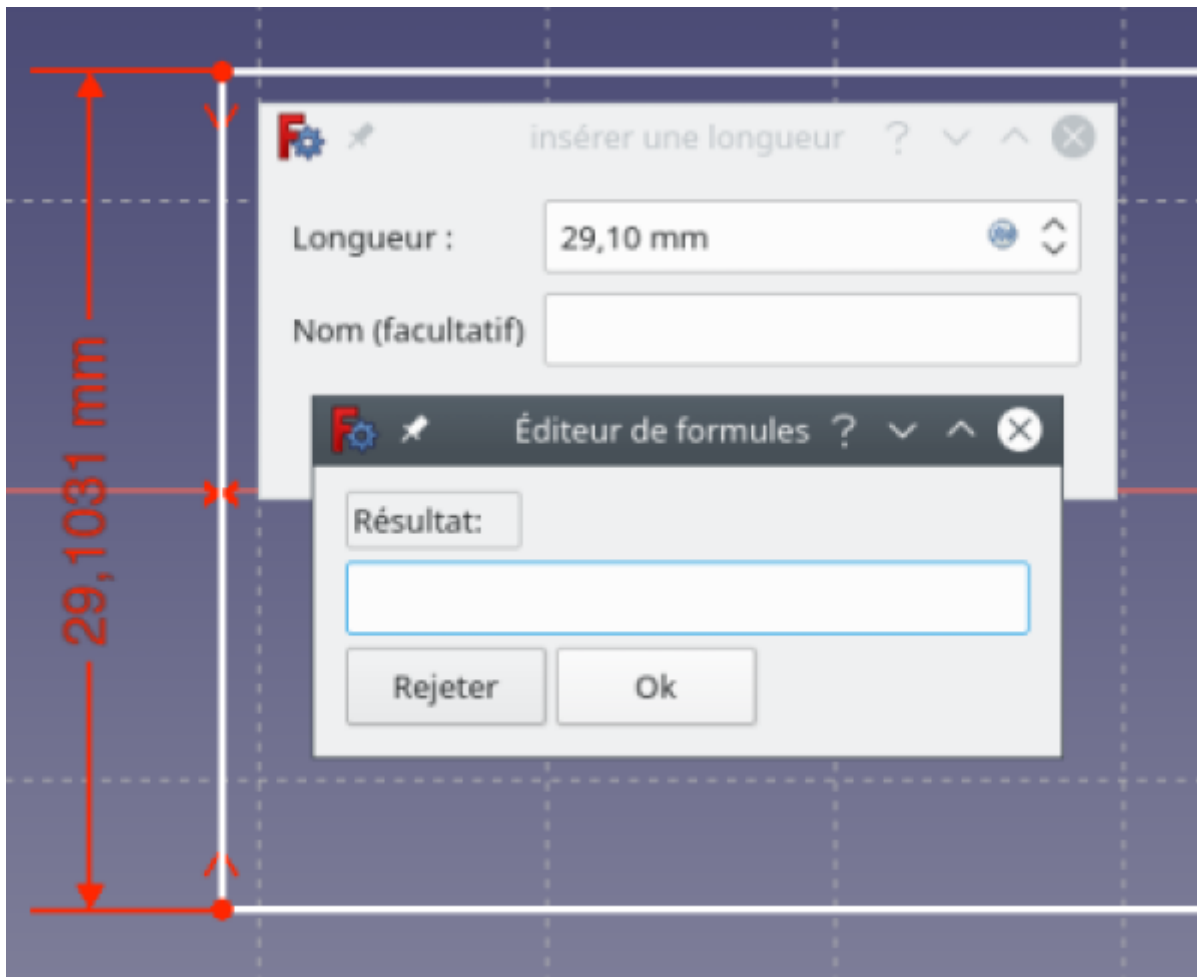 insérer une longueur
Longueur :
29,10 mm
Nom (facultatif)
29,1031 mm
Éditeur de formules
Résultat:
Rejeter
Ok